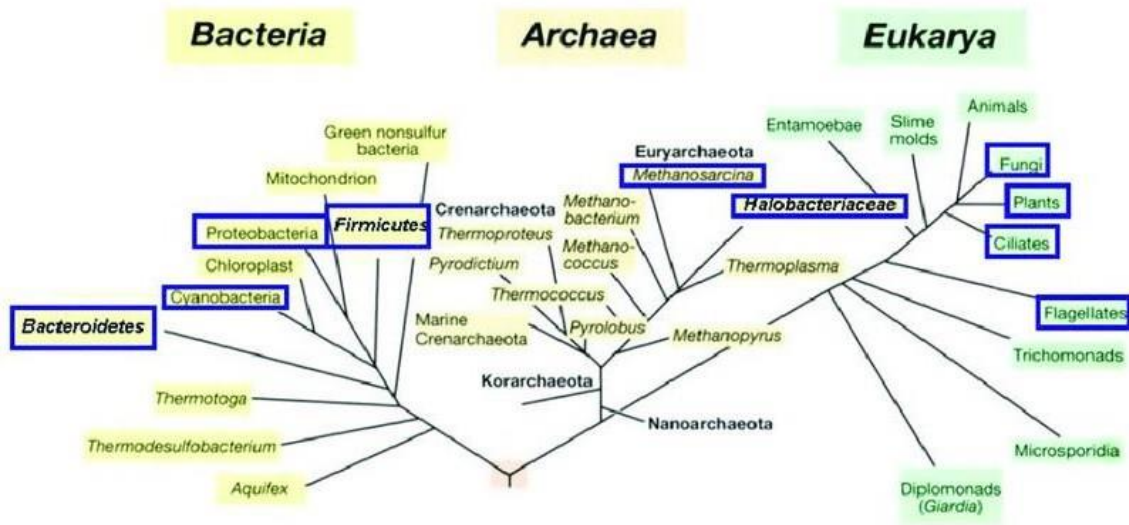 Bacteria
Archaea
Eukarya
Green nonsulfur
bacteria
Mitochondrion
Proteobacteria
Firmicutes
Chloroplast
Cyanobacteria
Bacteroidetes
Thermotoga
Thermodesulfobacterium
Aquifex
Crenarchaeota
Thermoproteus
Pyrodictium
Thermococcus
Marine
Crenarchaeota
Pyrolobus
Korarchaeota
Nanoarchaeota
Euryarchaeota
Methanosarcina
Methano-
bacterium
Methano-
coccus
Halobacteriaceae
Thermoplasma
Methanopyrus
Entamoebae
Slime
molds
Animals
Fungi
Plants
Ciliates
Flagellates
Trichomonads
Microsporidia
Diplomonads
(Giardia)